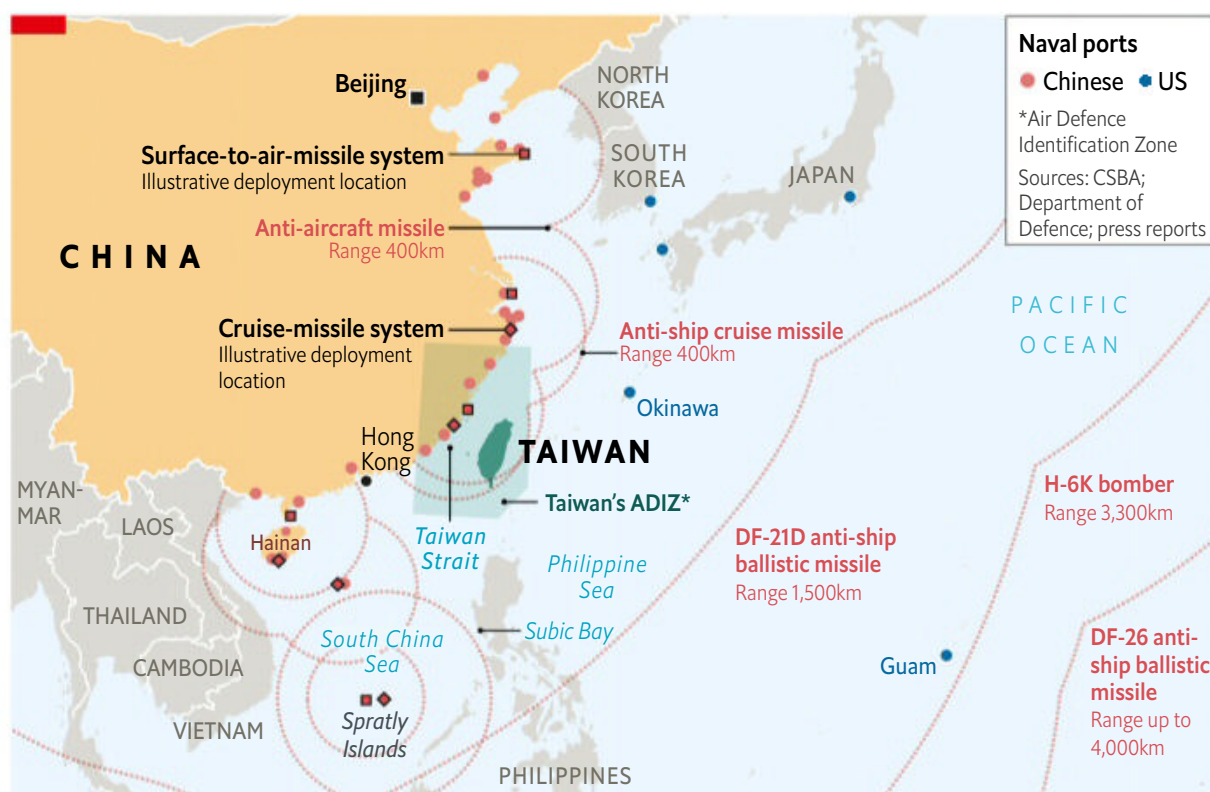 Naval ports
Chinese US
*Air Defence
Identification Zone
Sources: CSBA;
Department of
Defence; press reports
Beijing
NORTH
KOREA
SOUTH
KOREA
JAPAN
Surface-to-air-missile system
Illustrative deployment location
Anti-aircraft missile
Range 400km
CHINA
PACIFIC
OCEAN
Cruise-missile system
Illustrative deployment
location
Anti-ship cruise missile
Range 400km
Okinawa
Hong
Kong
TAIWAN
Taiwan's ADIZ*
MYAN-
MAR
LAOS
Hainan
Taiwan
Strait
Philippine
Sea
DF-21D anti-ship
ballistic missile
Range 1,500km
H-6K bomber
Range 3,300km
THAILAND
South China
Sea
Subic Bay
CAMBODIA
Guam
DF-26 anti-
ship ballistic
missile
Range up to
4,000km
VIETNAM
Spratly
Islands
PHILIPPINES